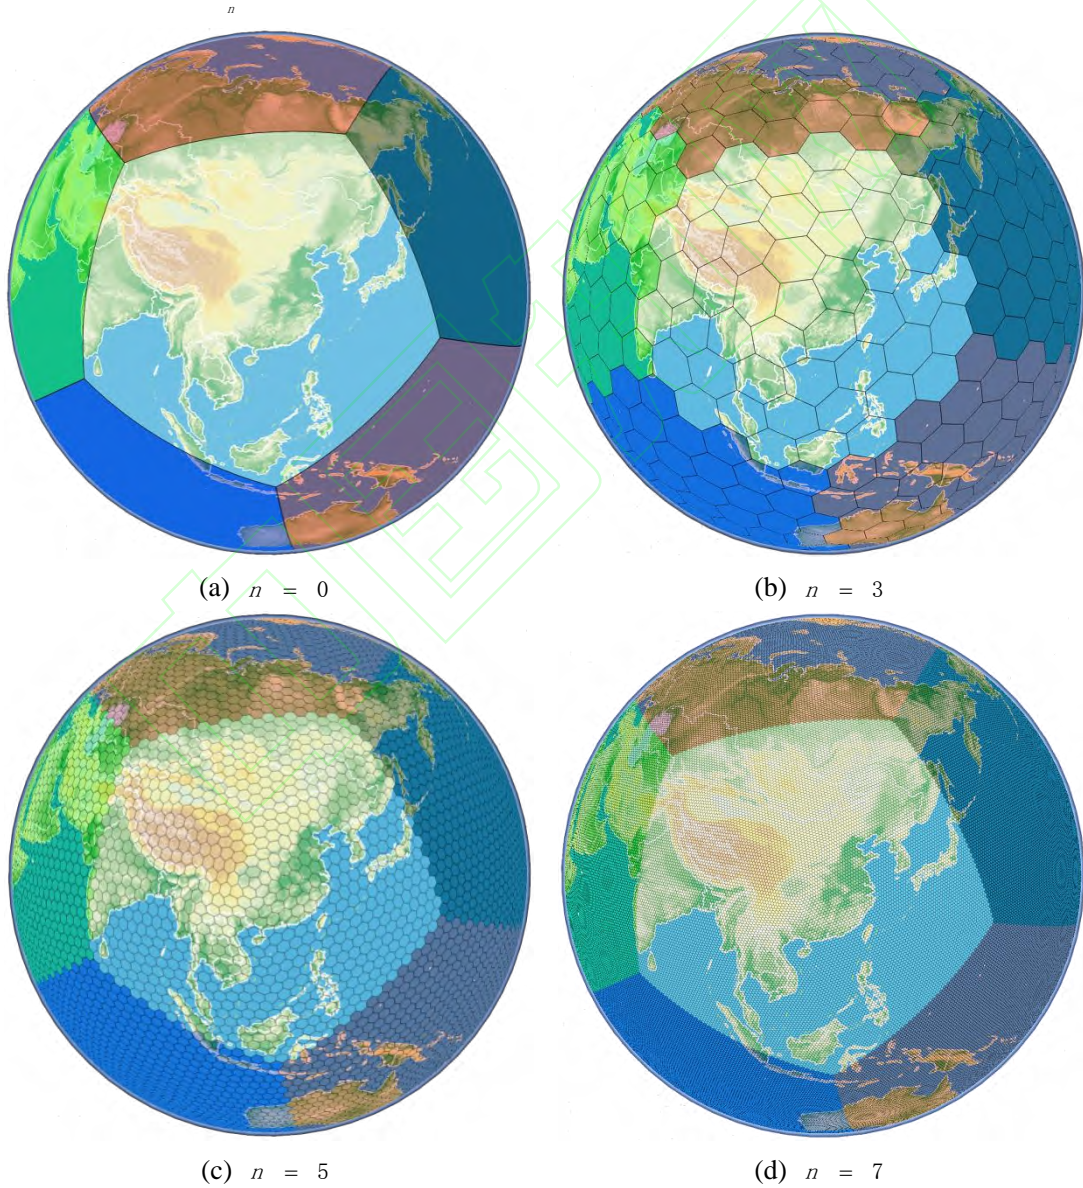 n
(a) n = 0
(b) n = 3
(c) n = 5
(d) n = 7